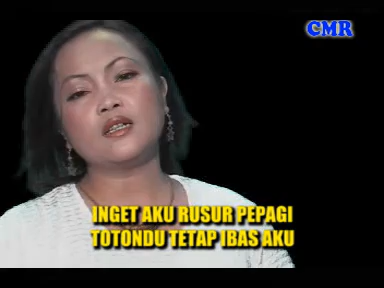 CMR
INGET AKU RUSUR PEPAGI
TOTONDU TETAP IBAS AKU